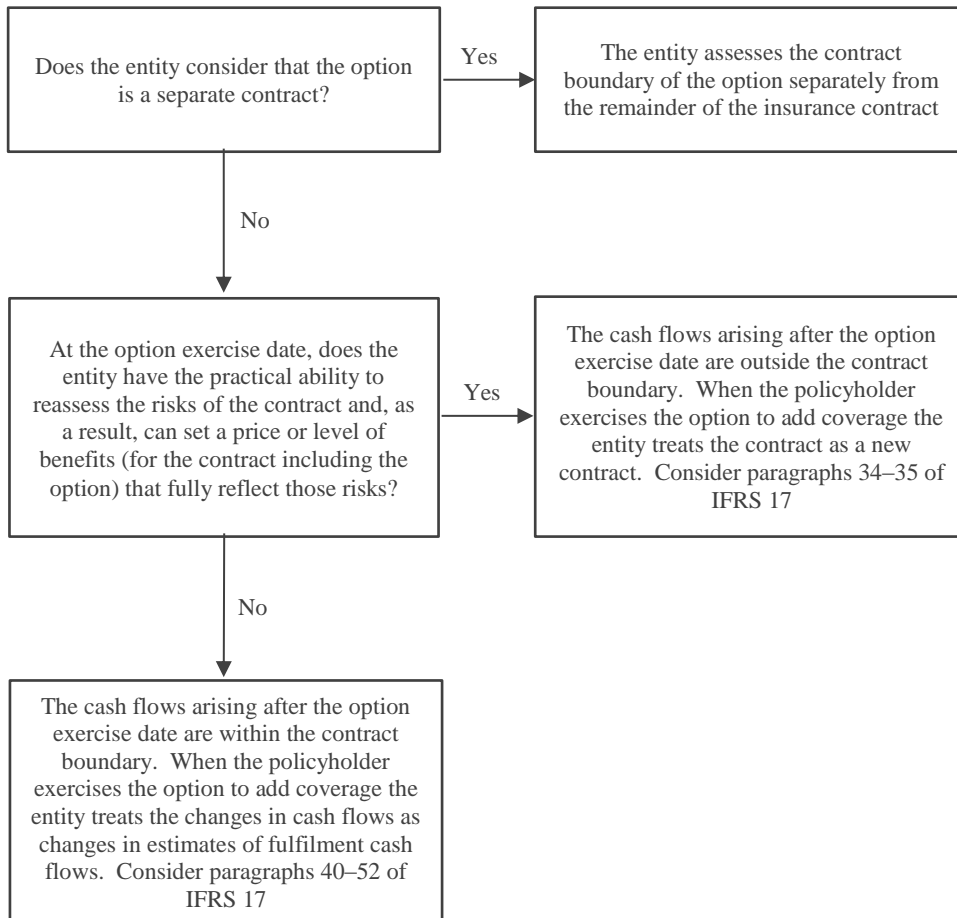 Does the entity consider that the option
is a separate contract?
Yes
The entity assesses the contract
boundary of the option separately from
the remainder of the insurance contract
No
At the option exercise date, does the
entity have the practical ability to
reassess the risks of the contract and, as
a result, can set a price or level of
benefits (for the contract including the
option) that fully reflect those risks?
Yes
The cash flows arising after the option
exercise date are outside the contract
boundary.  When the policyholder
exercises the option to add coverage the
entity treats the contract as a new
contract.  Consider paragraphs 34–35 of
IFRS 17
No
The cash flows arising after the option
exercise date are within the contract
boundary.  When the policyholder
exercises the option to add coverage the
entity treats the changes in cash flows as
changes in estimates of fulfilment cash
flows.  Consider paragraphs 40–52 of
IFRS 17